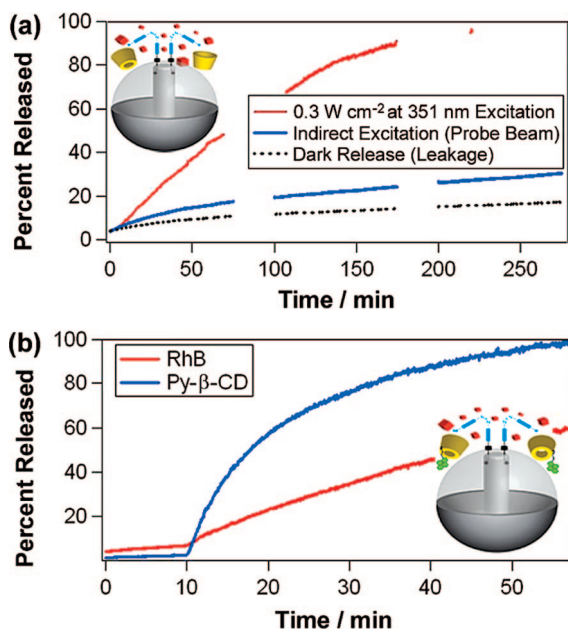 (a)
100
80
60
40
20
0
Percent Released
0.3 W cm⁻² at 351 nm Excitation
Indirect Excitation (Probe Beam)
Dark Release (Leakage)
0 50 100 150 200 250
Time / min
(b)
100
80
60
40
20
Percent Released
RhB
Py-β-CD
0 10 20 30 40 50
Time / min